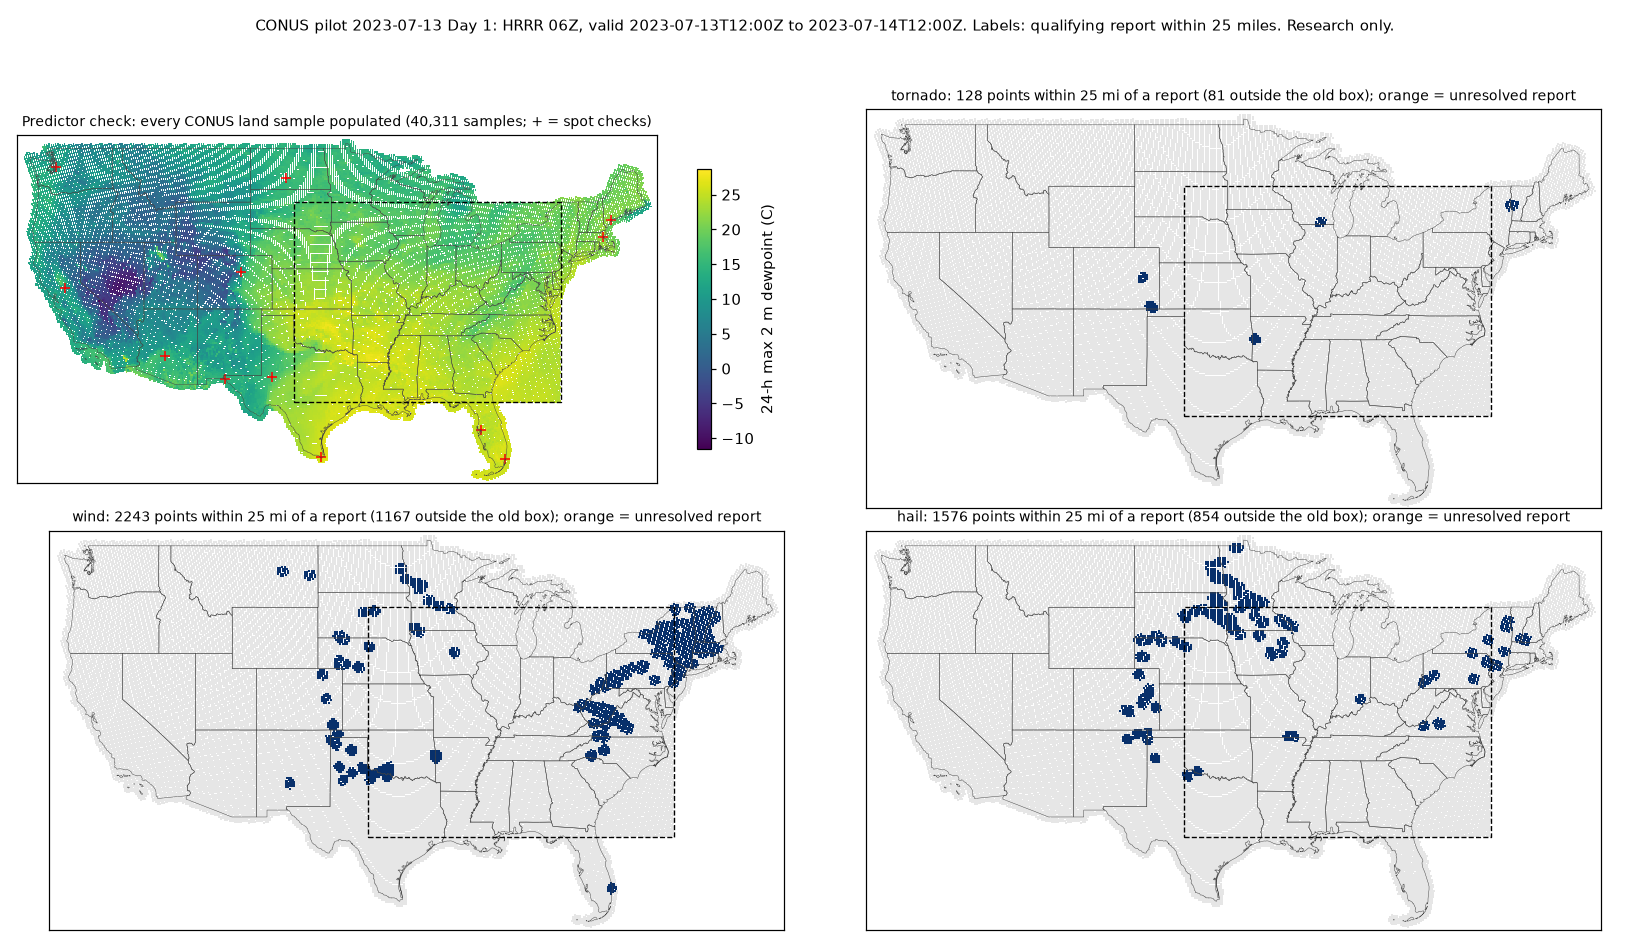 CONUS pilot 2023-07-13 Day 1: HRRR 06Z, valid 2023-07-13T12:00Z to 2023-07-14T12:00Z. Labels: qualifying report within 25 miles. Research only.
Predictor check: every CONUS land sample populated (40,311 samples; + = spot checks)
25
20
15
10
5
0
−5
−10
24-h max 2 m dewpoint (C)
tornado: 128 points within 25 mi of a report (81 outside the old box); orange = unresolved report
wind: 2243 points within 25 mi of a report (1167 outside the old box); orange = unresolved report
hail: 1576 points within 25 mi of a report (854 outside the old box); orange = unresolved report